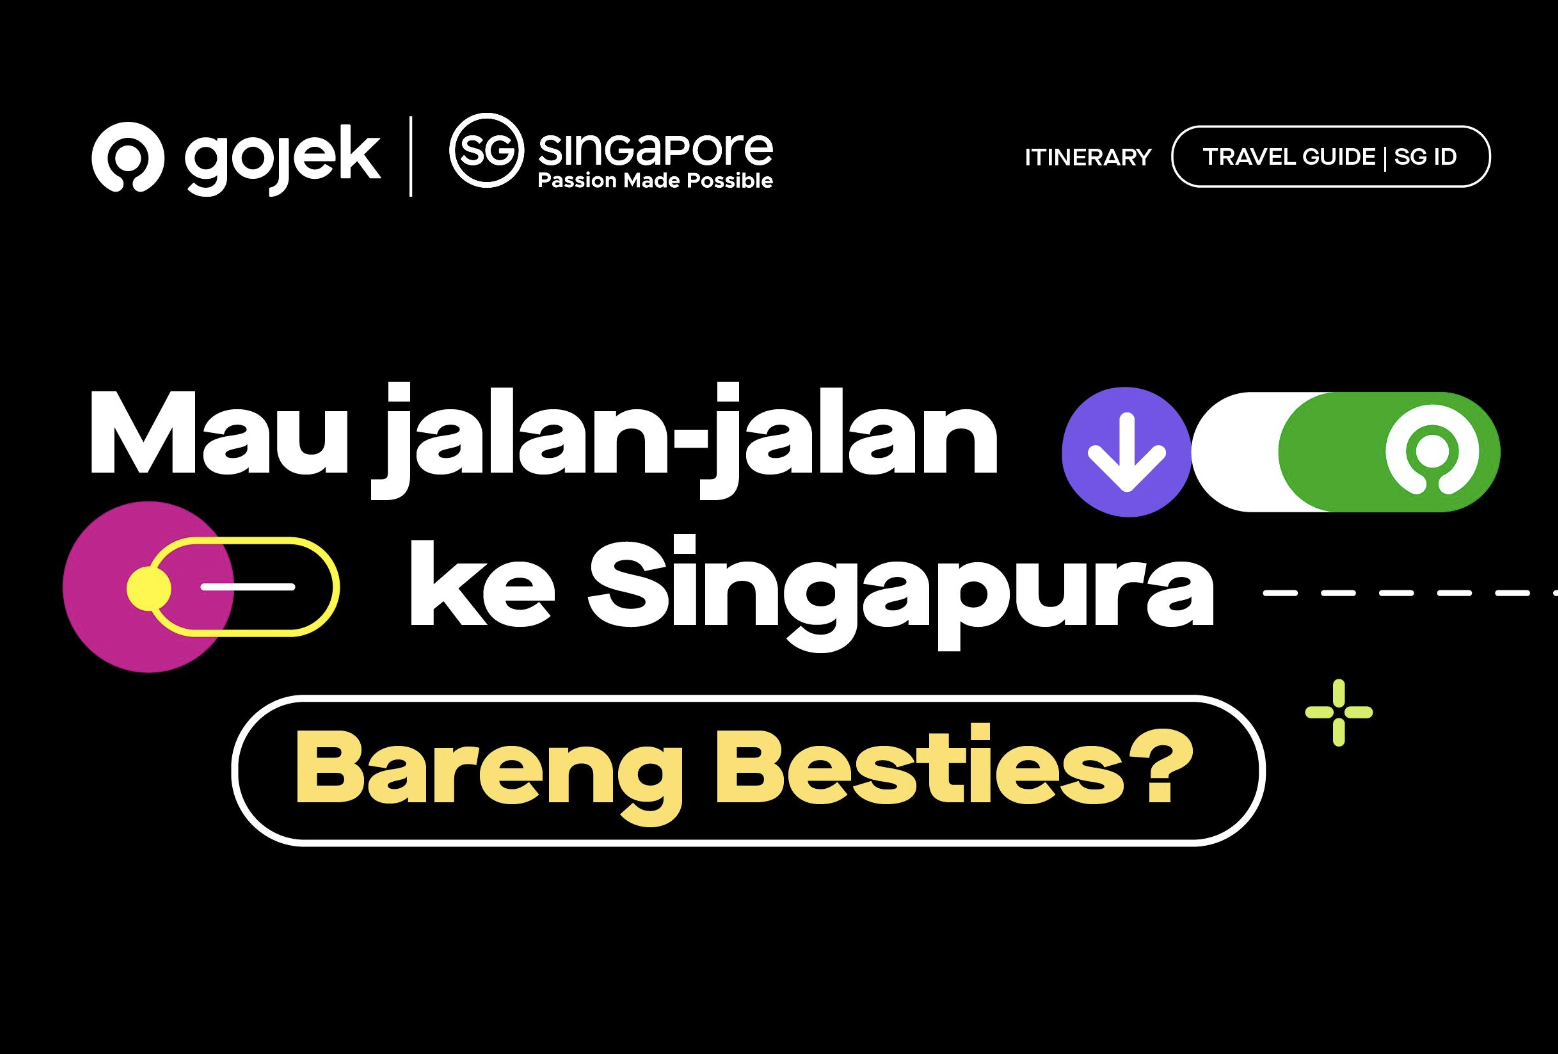 gojek
SG singapore
Passion Made Possible
ITINERARY
TRAVEL GUIDE | SG ID
Mau jalan-jalan
ke Singapura
Bareng Besties?